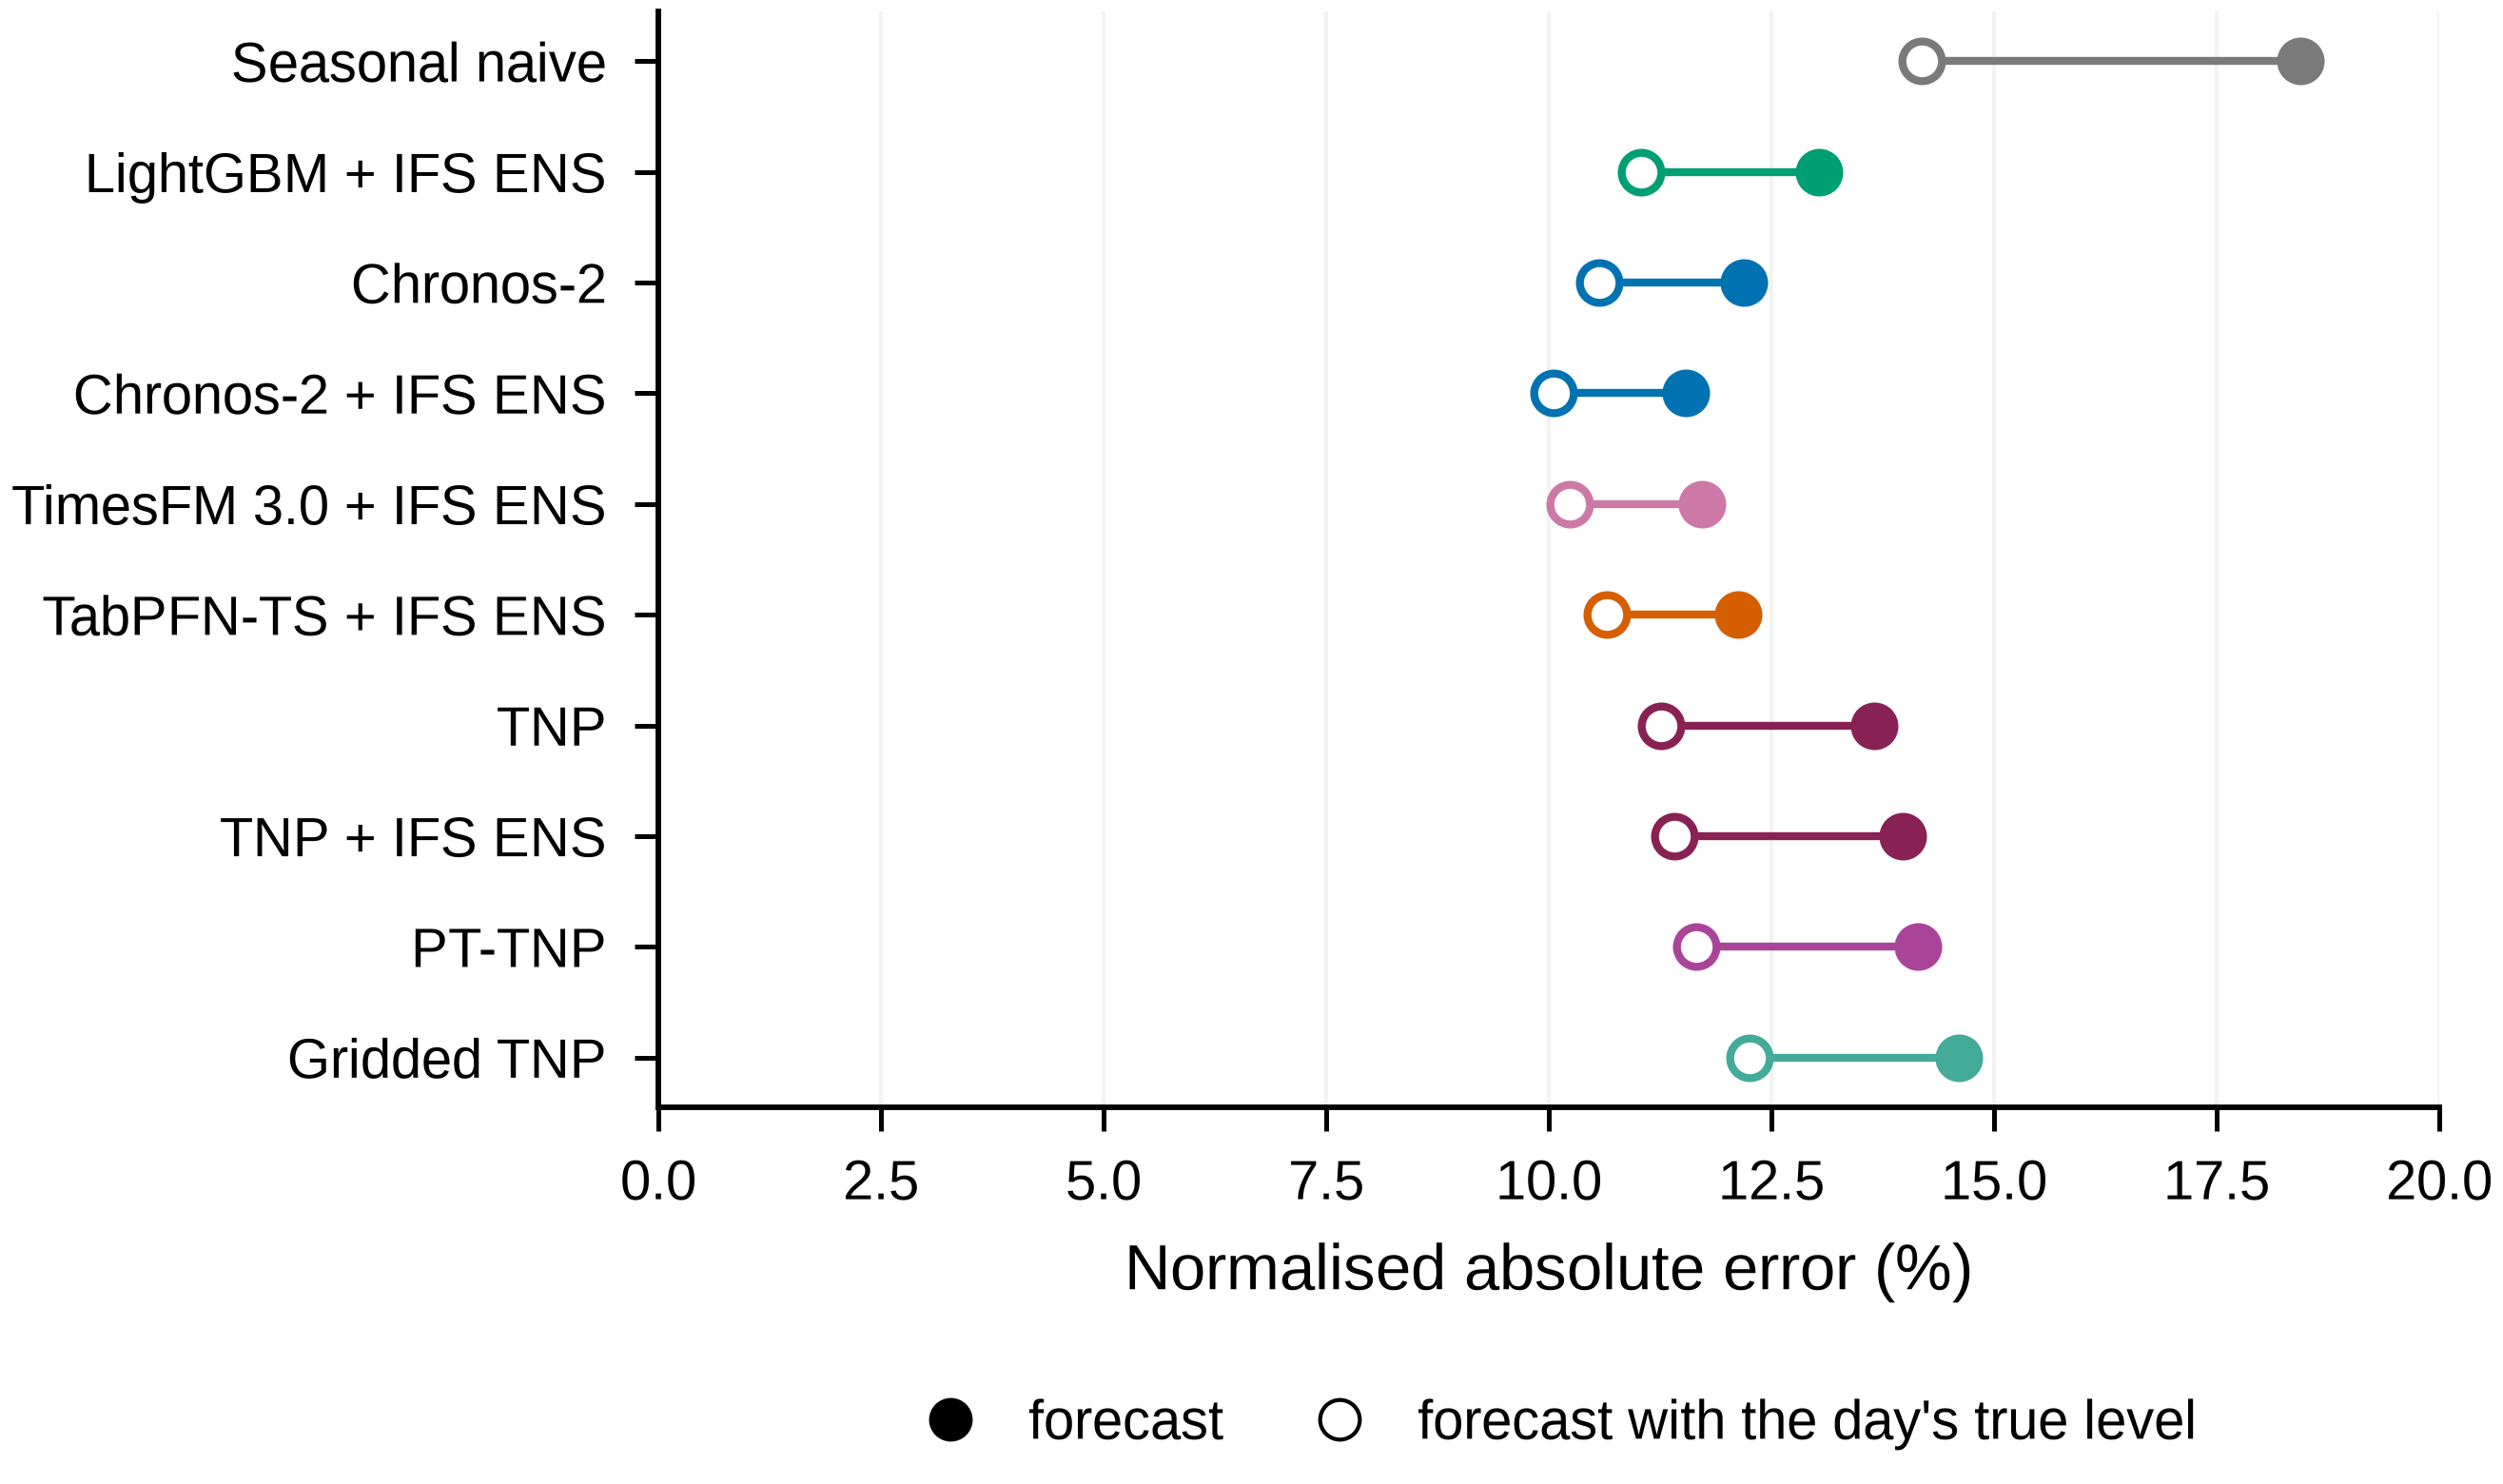 Seasonal naive
LightGBM + IFS ENS
Chronos-2
Chronos-2 + IFS ENS
TimesFM 3.0 + IFS ENS
TabPFN-TS + IFS ENS
TNP
TNP + IFS ENS
PT-TNP
Gridded TNP
0.0 2.5 5.0 7.5 10.0 12.5 15.0 17.5 20.0
Normalised absolute error (%)
forecast forecast with the day's true level